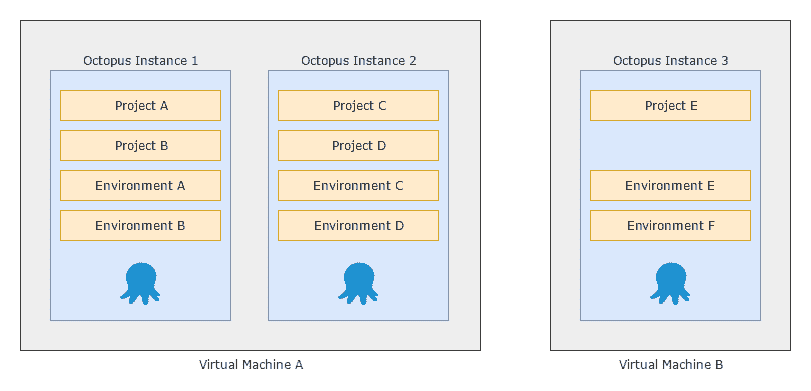 Octopus Instance 1
Project A
Project B
Environment A
Environment B
Octopus Instance 2
Project C
Project D
Environment C
Environment D
Virtual Machine A
Octopus Instance 3
Project E
Environment E
Environment F
Virtual Machine B